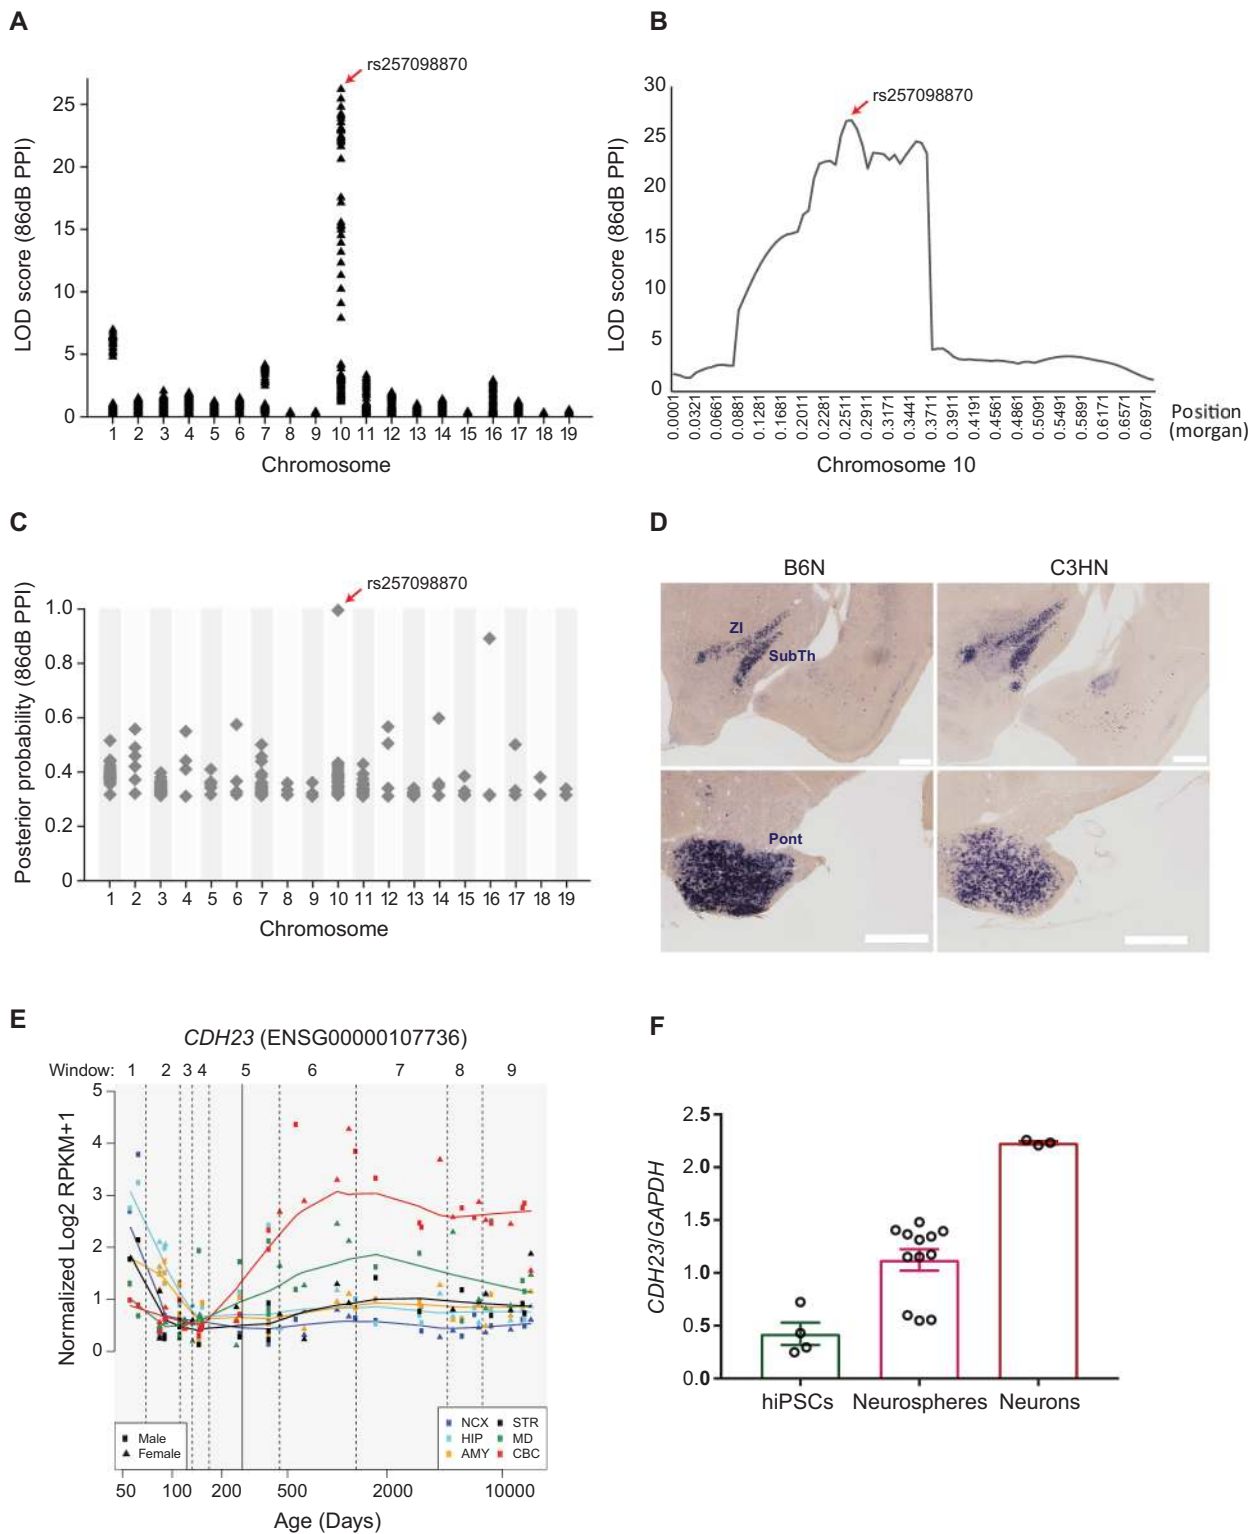 A
rs257098870
LOD score (86dB PPI)
25
20
15
10
5
0
1 2 3 4 5 6 7 8 9 10 11 12 13 14 15 16 17 18 19
Chromosome
B
rs257098870
LOD score (86dB PPI)
30
25
20
15
10
5
0
0.0001 0.0321 0.0661 0.0881 0.1281 0.1681 0.2011 0.2281 0.2511 0.2911 0.3171 0.3441 0.3711 0.3911 0.4191 0.4561 0.4861 0.5091 0.5491 0.5891 0.6171 0.6571 0.6971
Position
(morgan)
Chromosome 10
C
rs257098870
Posterior probability (86dB PPI)
1.0
0.8
0.6
0.4
0.2
0
1 2 3 4 5 6 7 8 9 10 11 12 13 14 15 16 17 18 19
Chromosome
D
B6N C3HN
ZI
SubTh
Pont
E
CDH23 (ENSG00000107736)
Window: 1 2 3 4 5 6 7 8 9
Normalized Log2 RPKM+1
5
4
3
2
1
0
Male
Female
NCX STR
HIP MD
AMY CBC
50 100 200 500 2000 10000
Age (Days)
F
CDH23/GAPDH
2.5
2.0
1.5
1.0
0.5
0.0
hiPSCs Neurospheres Neurons